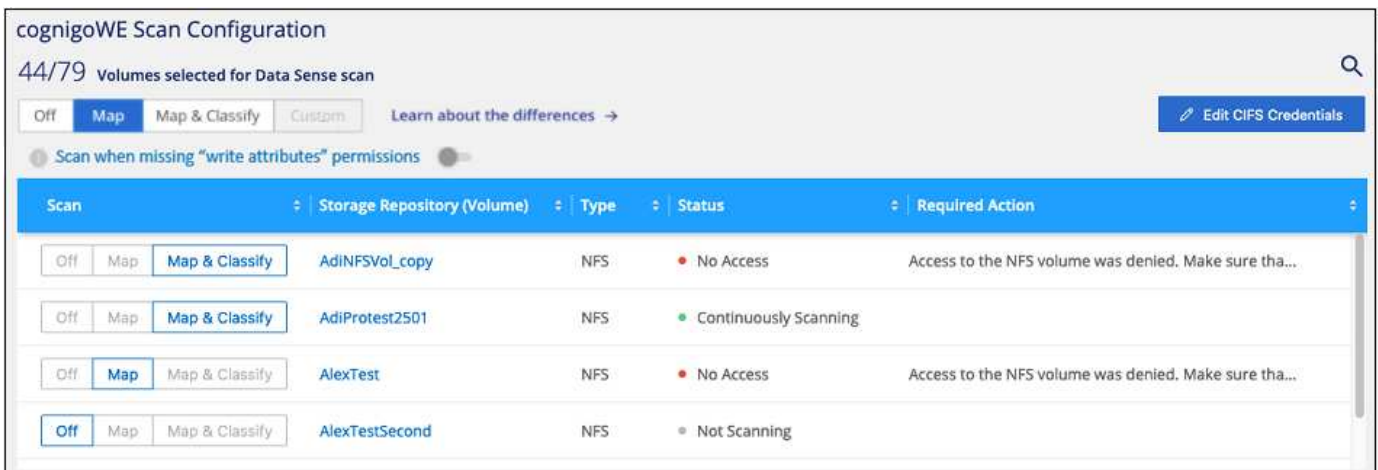 cognigoWE Scan Configuration
44/79 Volumes selected for Data Sense scan
Off Map Map & Classify Custom Learn about the differences → Edit CIFS Credentials
Scan when missing "write attributes" permissions
Scan Storage Repository (Volume) Type Status Required Action
Off Map Map & Classify AdiNFSVol_copy NFS No Access Access to the NFS volume was denied. Make sure tha...
Off Map Map & Classify AdiProtest2501 NFS Continuously Scanning
Off Map Map & Classify AlexTest NFS No Access Access to the NFS volume was denied. Make sure tha...
Off Map Map & Classify AlexTestSecond NFS Not Scanning